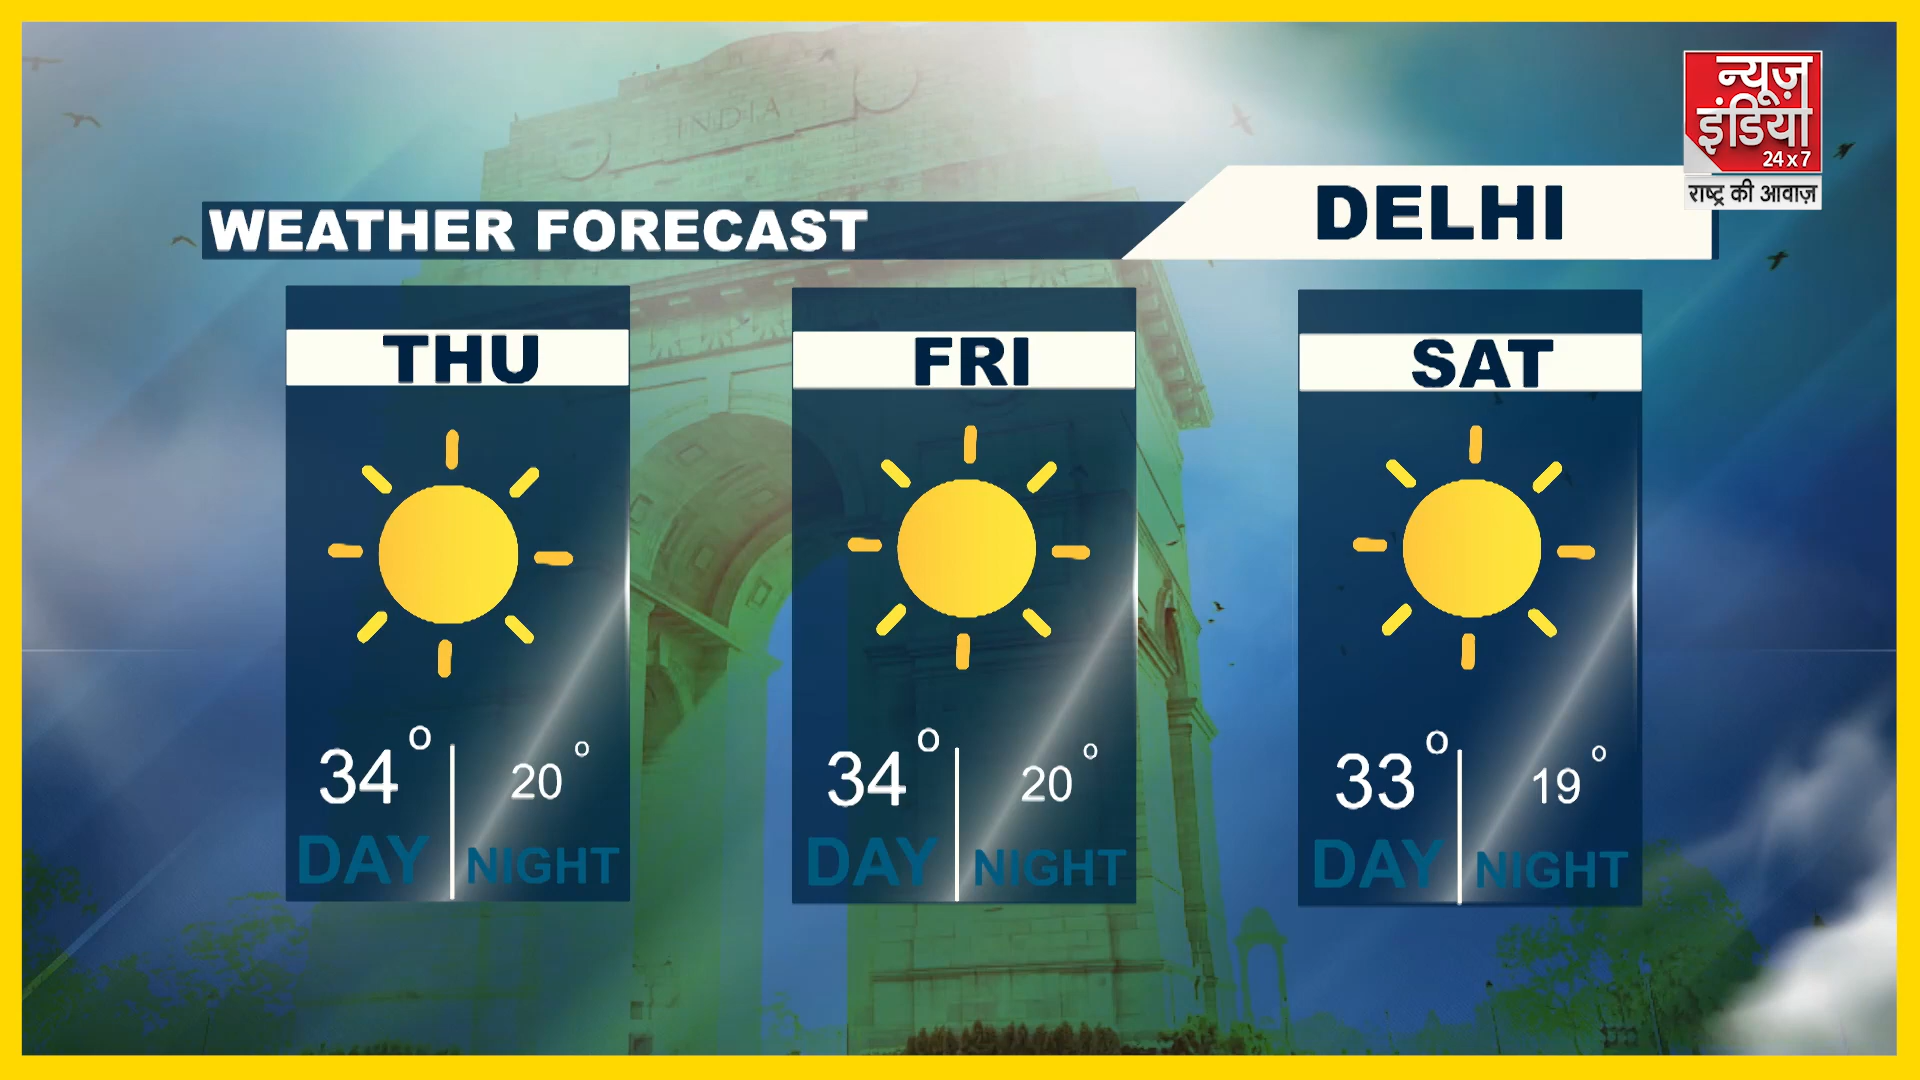 INDIA
न्यूज़
इंडिया
24x7
राष्ट्र की आवाज़
WEATHER FORECAST
DELHI
THU
FRI
SAT
34° 20°
DAY NIGHT
34° 20°
DAY NIGHT
33° 19°
DAY NIGHT